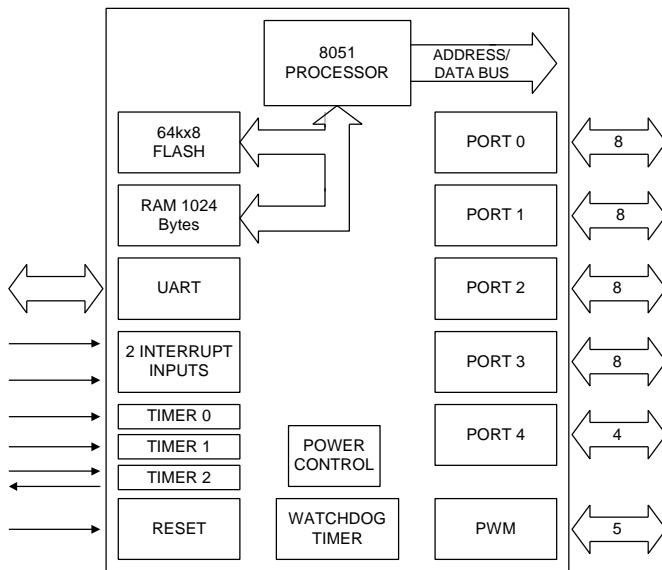 8051
PROCESSOR
ADDRESS/
DATA BUS
64kx8
FLASH
PORT 0
8
RAM 1024
Bytes
PORT 1
8
UART
PORT 2
8
2 INTERRUPT
INPUTS
PORT 3
8
TIMER 0
TIMER 1
TIMER 2
POWER
CONTROL
PORT 4
4
RESET
WATCHDOG
TIMER
PWM
5